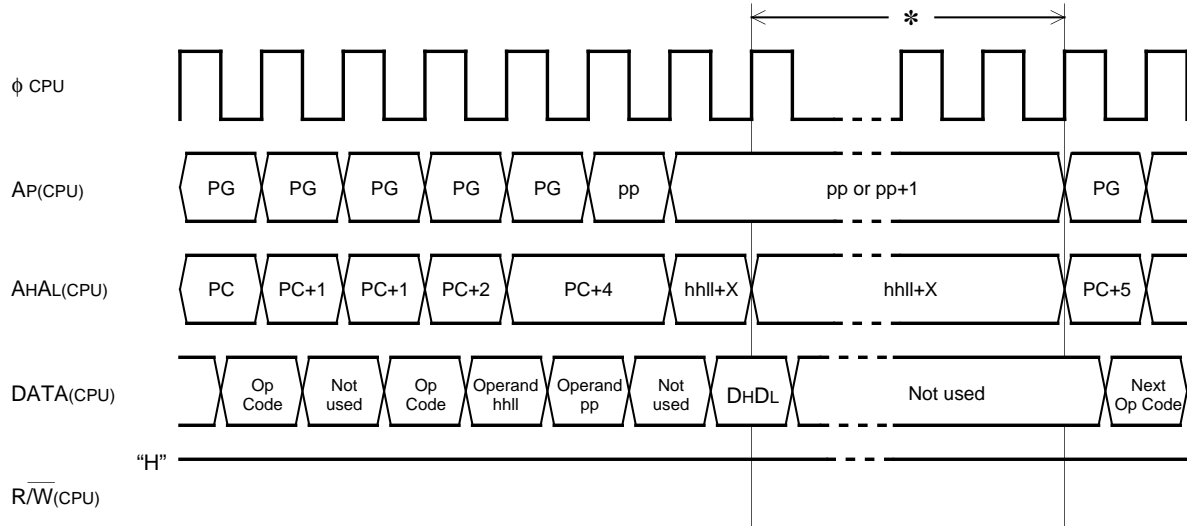 *
ϕ CPU
AP(CPU)
PG PG PG PG PG pp pp or pp+1 PG
AHAL(CPU)
PC PC+1 PC+1 PC+2 PC+4 hhll+X hhll+X PC+5
DATA(CPU)
Op Code Not used Op Code Operand hhll Operand pp Not used DHDL Not used Next Op Code
“H”
R/W̅(CPU)